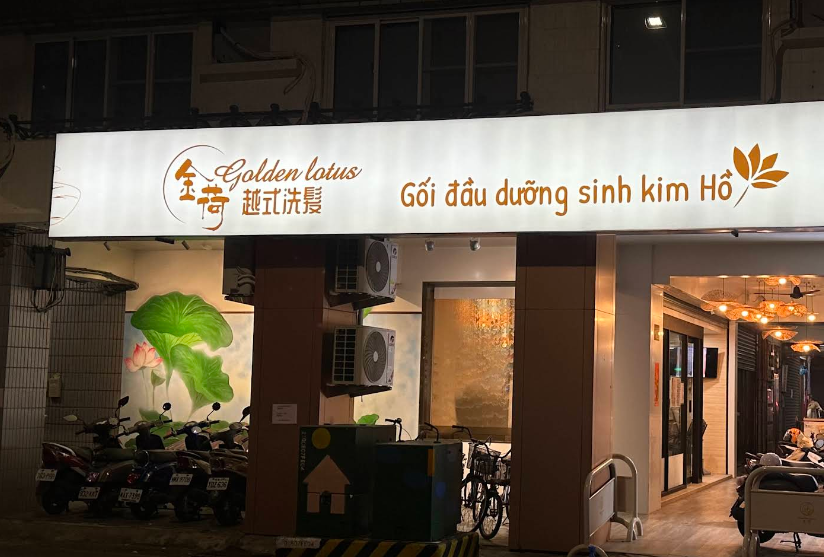 金荷
Golden lotus
越式洗髮
Gối đầu dưỡng sinh kim Hồ